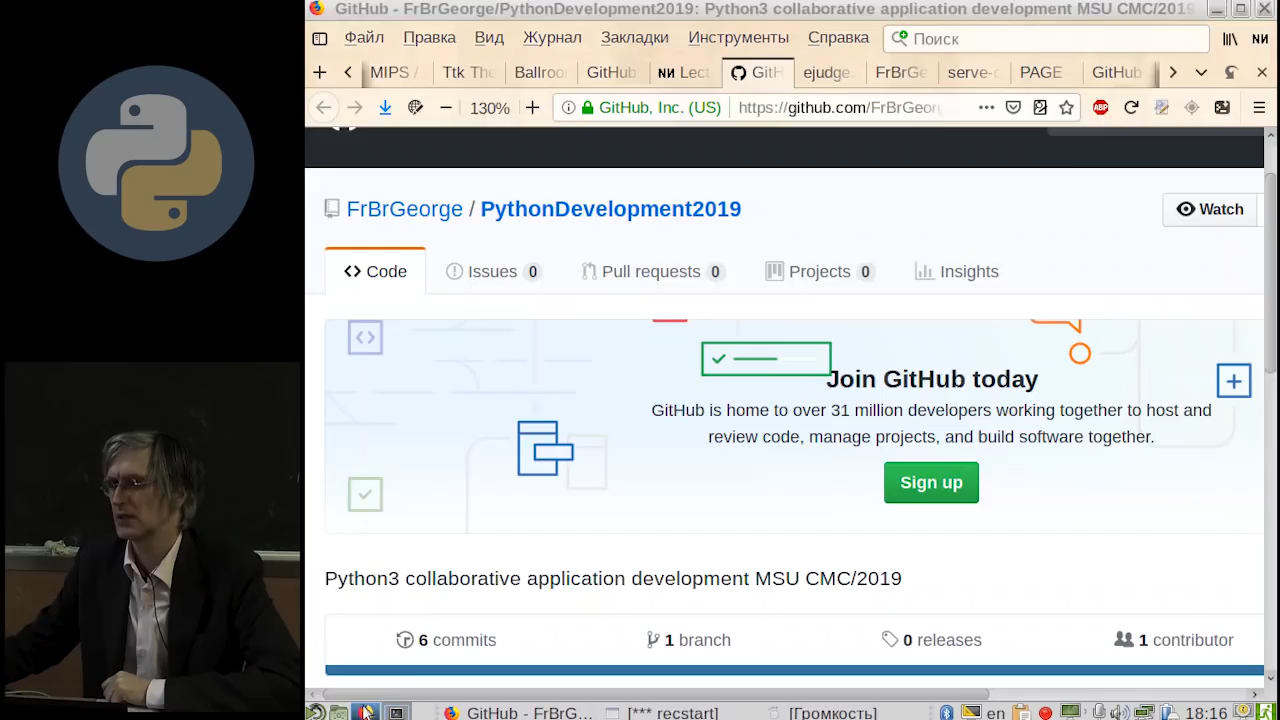 GitHub - FrBrGeorge/PythonDevelopment2019: Python3 collaborative application development MSU CMC/2019
Файл Правка Вид Журнал Закладки Инструменты Справка Поиск
MIPS / Ttk The Ballroo GitHub Lect GitH ejudge. FrBrGe serve- PAGE GitHub
130% GitHub, Inc. (US) https://github.com/FrBrGeor ABP
FrBrGeorge / PythonDevelopment2019
Watch
Code Issues 0 Pull requests 0 Projects 0 Insights
Join GitHub today
GitHub is home to over 31 million developers working together to host and
review code, manage projects, and build software together.
Sign up
Python3 collaborative application development MSU CMC/2019
6 commits 1 branch 0 releases 1 contributor
GitHub - FrBrG... [*** recstart] [Громкость] en 18:16